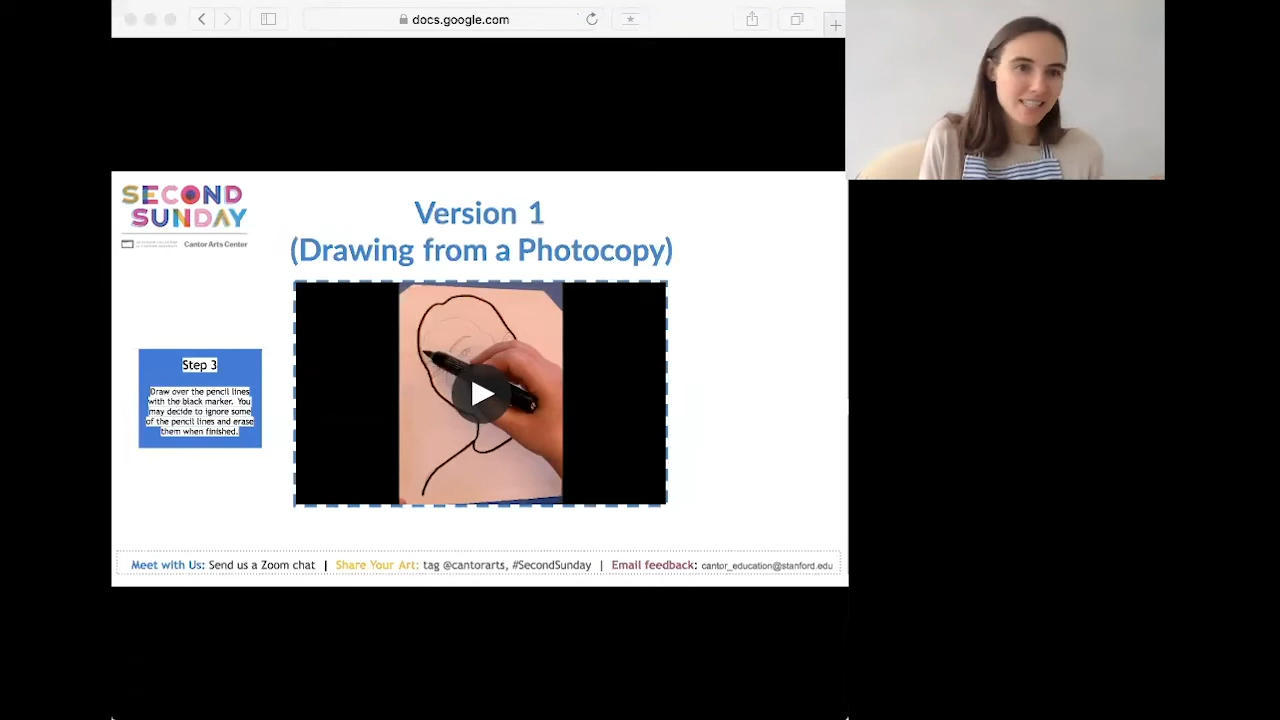 docs.google.com
SECOND
SUNDAY
Cantor Arts Center
Version 1
(Drawing from a Photocopy)
Step 3
Draw over the pencil lines
with the black marker. You
may decide to ignore some
of the pencil lines and erase
them when finished.
Meet with Us: Send us a Zoom chat | Share Your Art: tag @cantorarts, #SecondSunday | Email feedback: cantor_education@stanford.edu